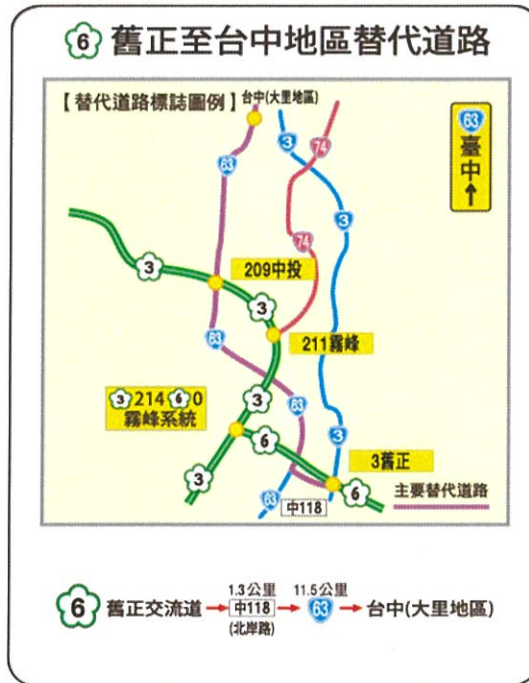 6 舊正至台中地區替代道路
【替代道路標誌圖例】
台中(大里地區)
63 臺中↑
63
3
74
3
3
74
209中投
3
63
211霧峰
3 214 6 0
霧峰系統
3
63
6
3
3舊正
3
63
中118
6
主要替代道路
1.3公里 11.5公里
6 舊正交流道→中118→63→台中(大里地區)
(北岸路)